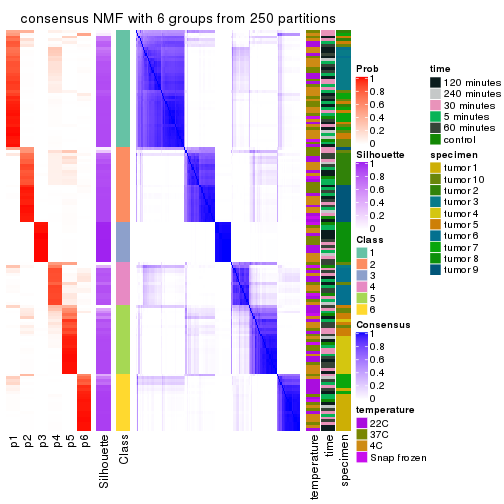 consensus NMF with 6 groups from 250 partitions
Prob
1
0.8
0.6
0.4
0.2
0
Silhouette
1
0.8
0.6
0.4
0.2
0
Class
1
2
3
4
5
6
Consensus
1
0.8
0.6
0.4
0.2
0
temperature
22C
37C
4C
Snap frozen
time
120 minutes
240 minutes
30 minutes
5 minutes
60 minutes
control
specimen
tumor 1
tumor 10
tumor 2
tumor 3
tumor 4
tumor 5
tumor 6
tumor 7
tumor 8
tumor 9
p1
p2
p3
p4
p5
p6
Silhouette
Class
temperature
time
specimen